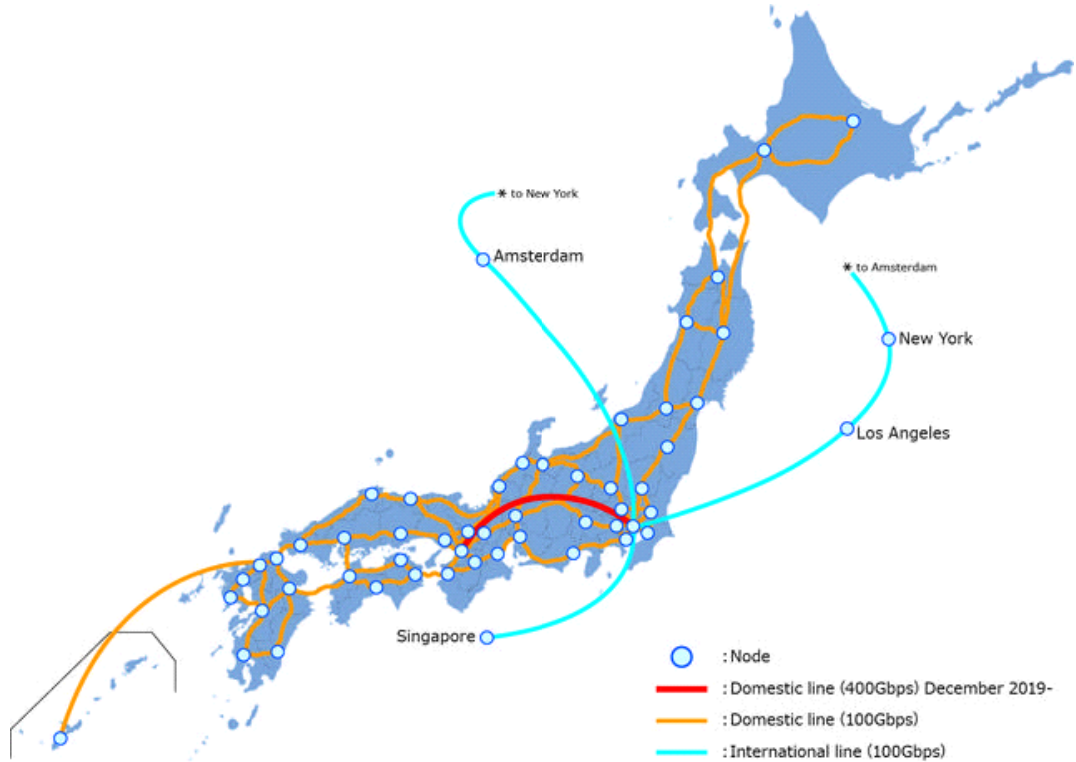 * to New York
Amsterdam
* to Amsterdam
New York
Los Angeles
Singapore
: Node
: Domestic line (400Gbps) December 2019-
: Domestic line (100Gbps)
: International line (100Gbps)